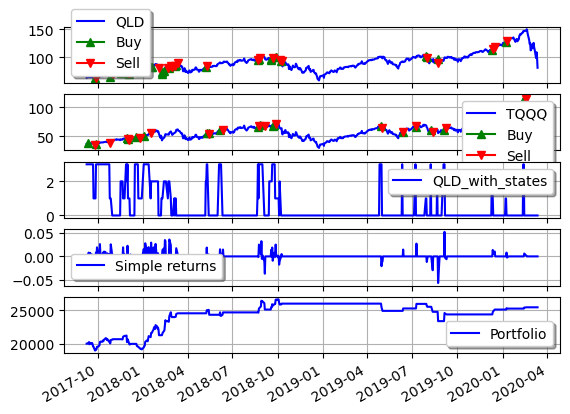 QLD
Buy
Sell
100
50
TQQQ
Buy
Sell
100
50
QLD_with_states
2
0
Simple returns
0.05
0.00
−0.05
Portfolio
25000
20000
2017-10
2018-01
2018-04
2018-07
2018-10
2019-01
2019-04
2019-07
2019-10
2020-01
2020-04